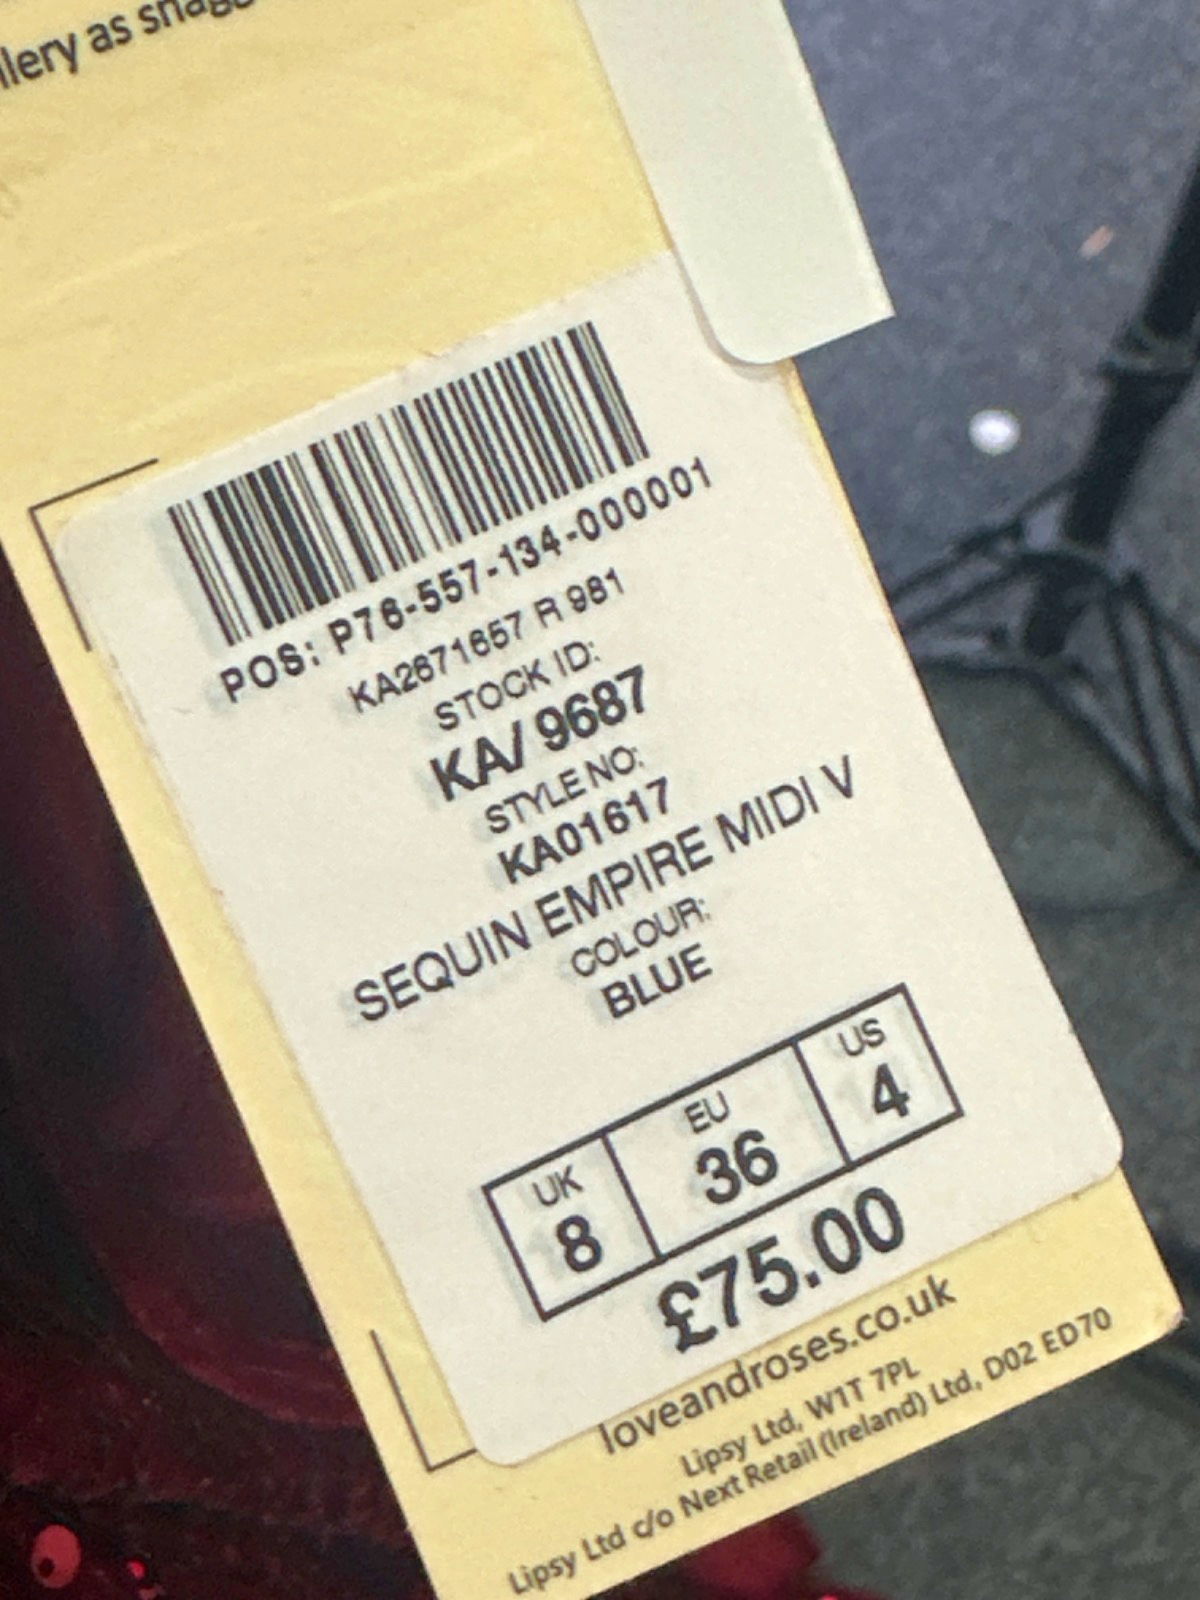 as snagg
POS: P76-557-134-000001
KA2671657 R 981
STOCK ID:
KA/ 9687
STYLE NO:
KA01617
SEQUIN EMPIRE MIDI V
COLOUR:
BLUE
UK EU US
8 36 4
£75.00
loveandroses.co.uk
Lipsy Ltd, W1T 7PL
Lipsy Ltd c/o Next Retail (Ireland) Ltd, D02 ED70